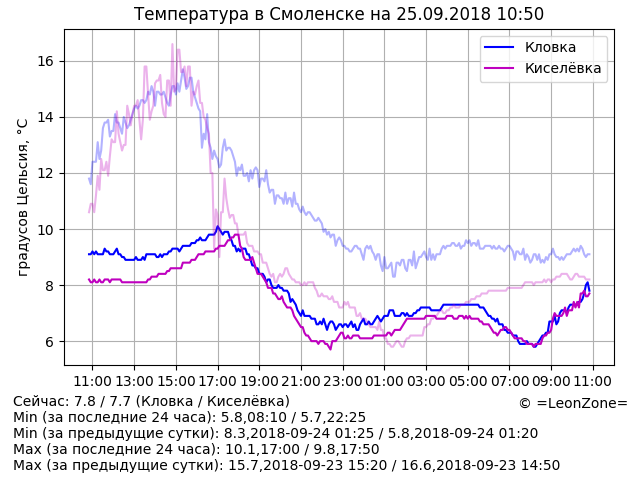 Температура в Смоленске на 25.09.2018 10:50
Кловка
Киселёвка
градусов Цельсия, °C
16
14
12
10
8
6
11:00 13:00 15:00 17:00 19:00 21:00 23:00 01:00 03:00 05:00 07:00 09:00 11:00
Сейчас: 7.8 / 7.7 (Кловка / Киселёвка)
© =LeonZone=
Min (за последние 24 часа): 5.8,08:10 / 5.7,22:25
Min (за предыдущие сутки): 8.3,2018-09-24 01:25 / 5.8,2018-09-24 01:20
Max (за последние 24 часа): 10.1,17:00 / 9.8,17:50
Max (за предыдущие сутки): 15.7,2018-09-23 15:20 / 16.6,2018-09-23 14:50